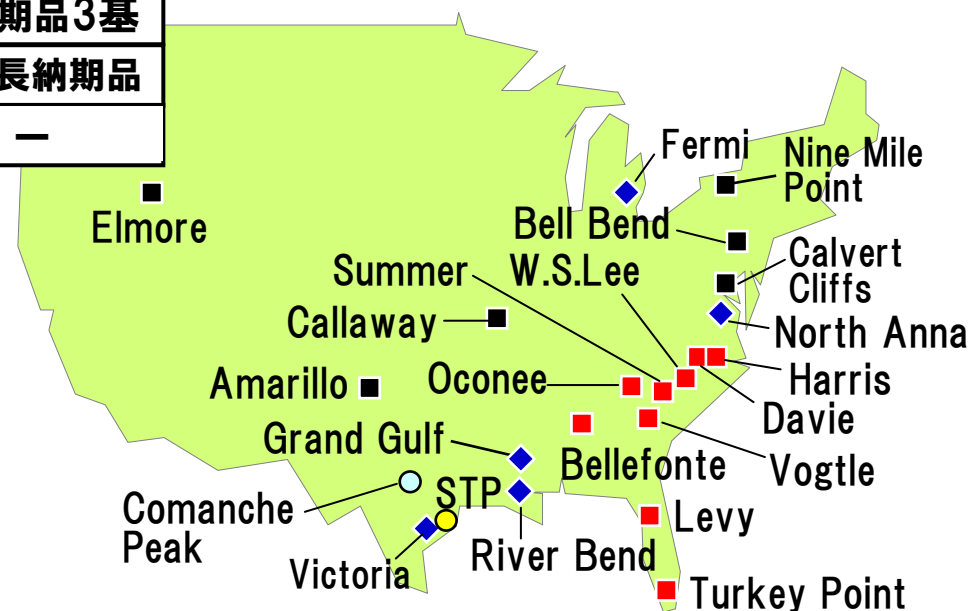 期品3基
長納期品
ー
Fermi
Nine Mile
Point
Elmore
Bell Bend
Summer
W.S.Lee
Calvert
Cliffs
Callaway
North Anna
Amarillo
Oconee
Harris
Davie
Grand Gulf
Bellefonte
Vogtle
Comanche
Peak
STP
Levy
River Bend
Victoria
Turkey Point